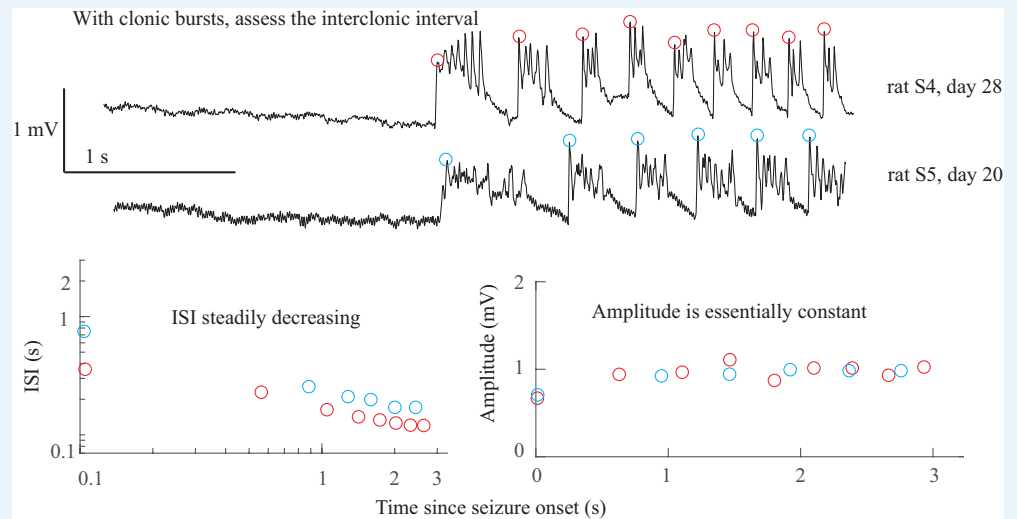 With clonic bursts, assess the interclonic interval
rat S4, day 28
1 mV
1 s
rat S5, day 20
2
1
0.1
ISI (s)
ISI steadily decreasing
0.1
1
2
3
2
1
0
Amplitude (mV)
Amplitude is essentially constant
0
1
2
3
Time since seizure onset (s)